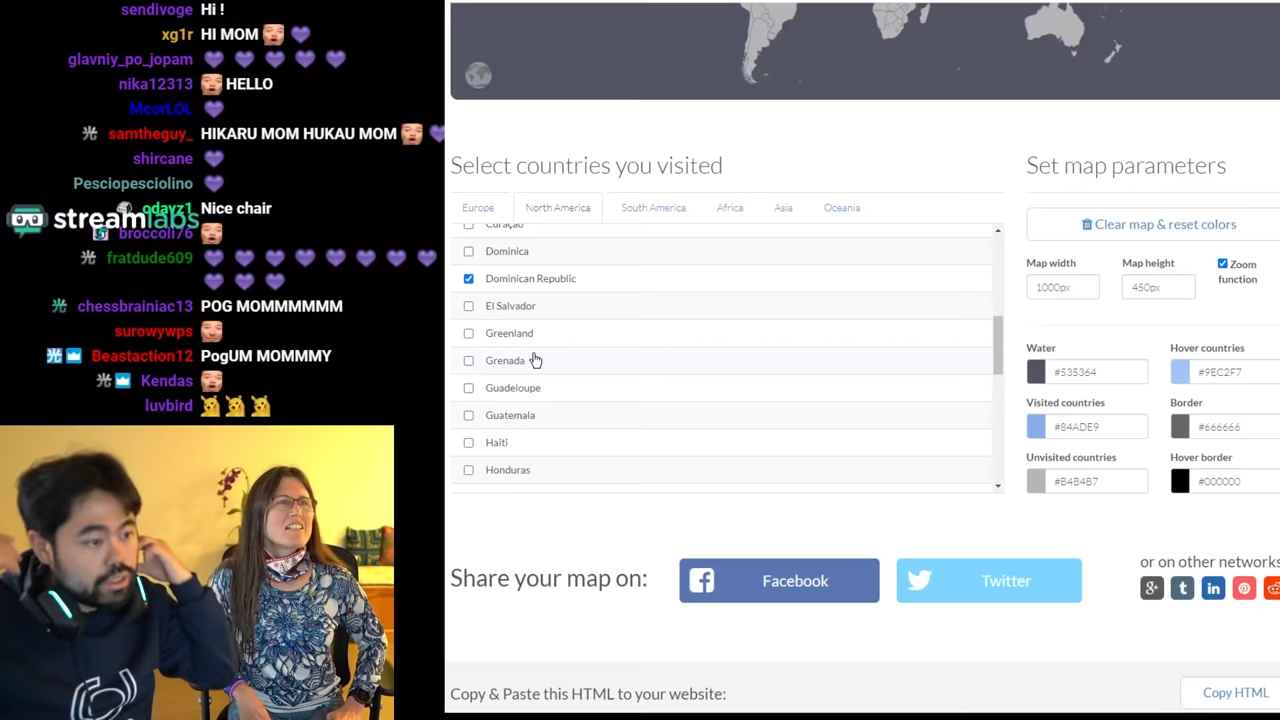 sendivoge Hi !
xg1r HI MOM
glavniy_po_jopam
nika12313 HELLO
McorLOL
samtheguy_ HIKARU MOM HUKAU MOM
shircane
Pesciopesciolino
odayz1 Nice chair
streamlabs
broccoli76
fratdude609
chessbrainiac13 POG MOMMMMMM
surowywps
Beastaction12 PogUM MOMMMY
Kendas
luvbird
Select countries you visited
Europe North America South America Africa Asia Oceania
Curaçao
Dominica
Dominican Republic
El Salvador
Greenland
Grenada
Guadeloupe
Guatemala
Haiti
Honduras
Set map parameters
Clear map & reset colors
Map width Map height Zoom function
1000px 450px
Water Hover countries
#535364 #9EC2F7
Visited countries Border
#84ADE9 #666666
Unvisited countries Hover border
#B4B4B7 #000000
Share your map on: Facebook Twitter
or on other networks
Copy & Paste this HTML to your website:
Copy HTML